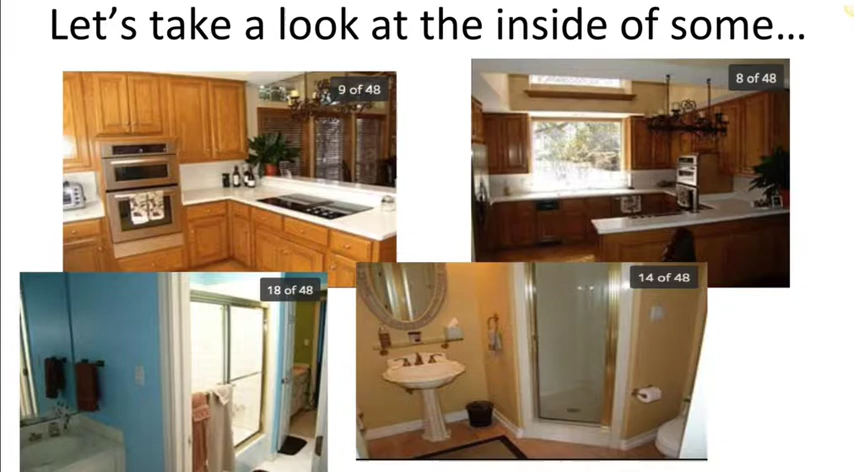 Let's take a look at the inside of some...
9 of 48
8 of 48
18 of 48
14 of 48